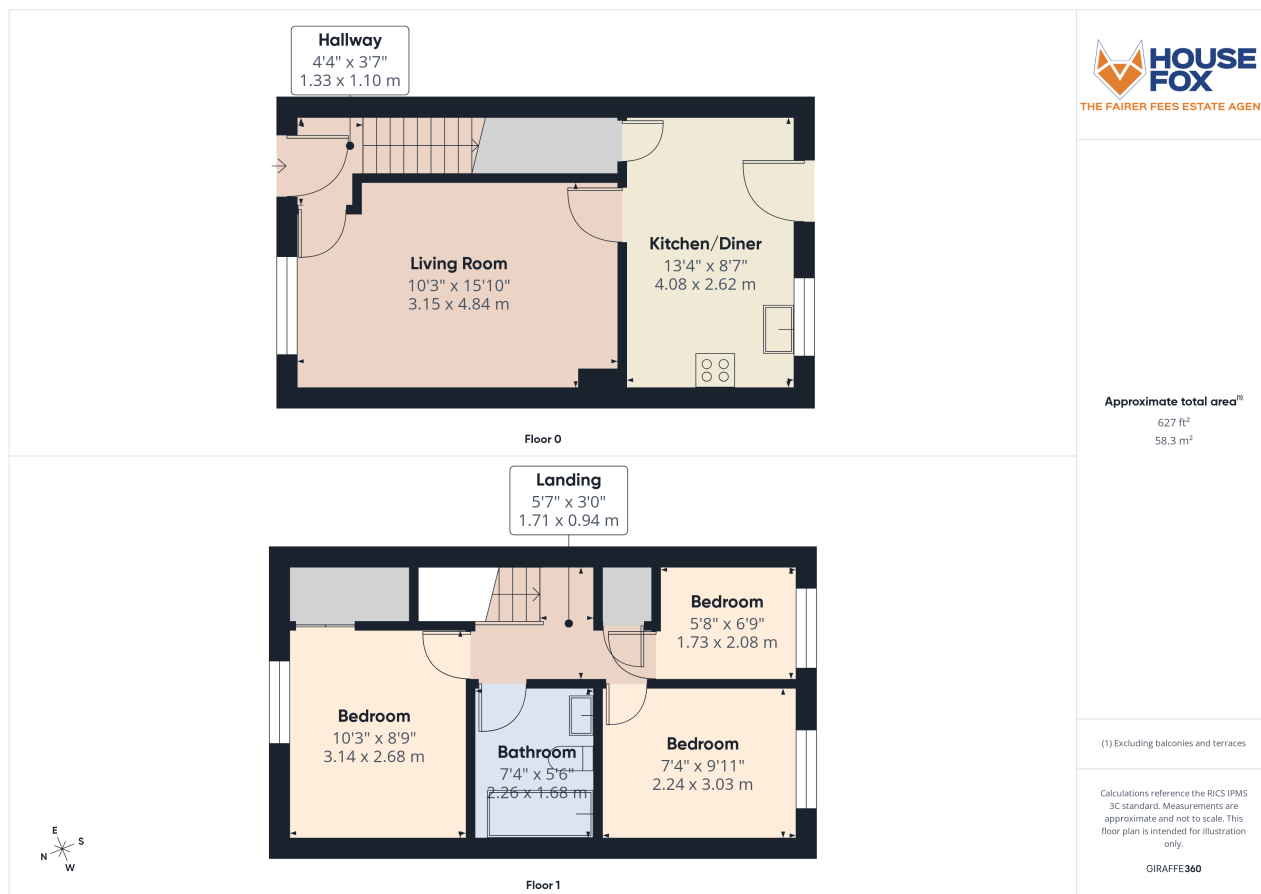 Hallway
4'4" x 3'7"
1.33 x 1.10 m
Living Room
10'3" x 15'10"
3.15 x 4.84 m
Kitchen/Diner
13'4" x 8'7"
4.08 x 2.62 m
Floor 0
Landing
5'7" x 3'0"
1.71 x 0.94 m
Bedroom
5'8" x 6'9"
1.73 x 2.08 m
Bedroom
10'3" x 8'9"
3.14 x 2.68 m
Bathroom
7'4" x 5'6"
2.26 x 1.68 m
Bedroom
7'4" x 9'11"
2.24 x 3.03 m
E
S
N
W
Floor 1
HOUSE
FOX
THE FAIRER FEES ESTATE AGEN
Approximate total area(1)
627 ft²
58.3 m²
(1) Excluding balconies and terraces
Calculations reference the RICS IPMS
3C standard. Measurements are
approximate and not to scale. This
floor plan is intended for illustration
only.
GIRAFFE360